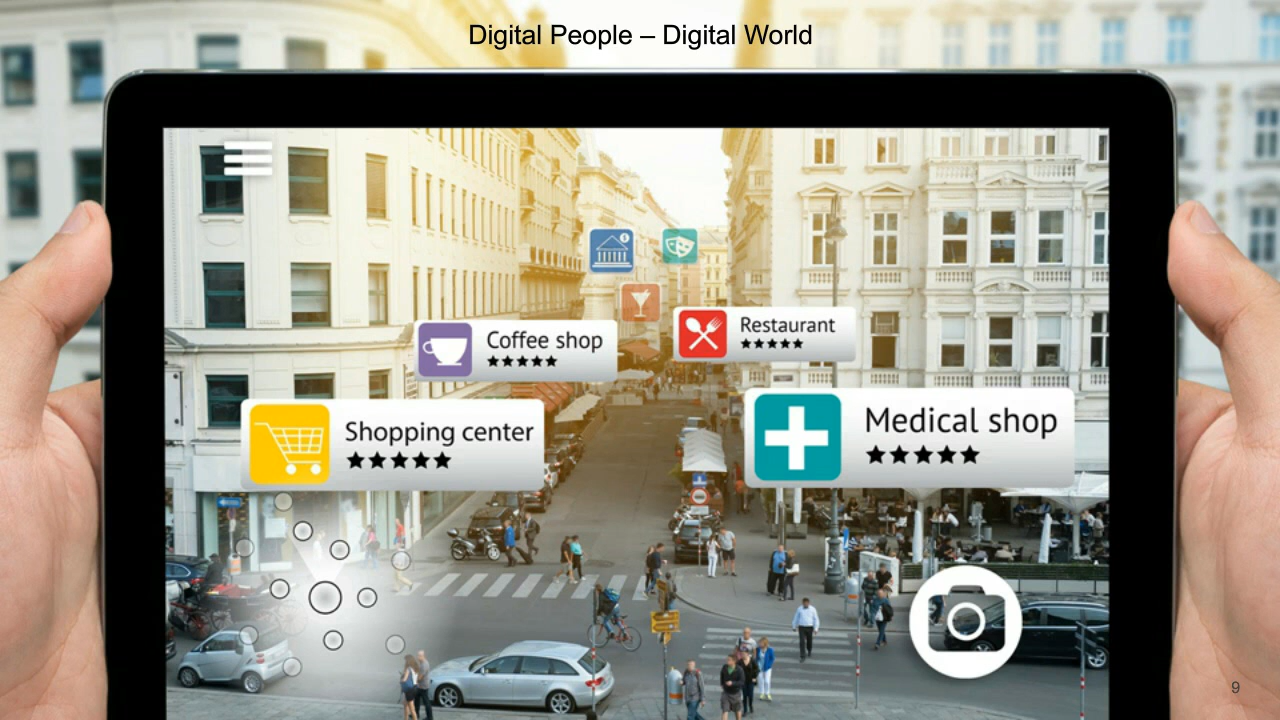 Digital People – Digital World
Coffee shop
★★★★★
Restaurant
★★★★★
Shopping center
★★★★★
Medical shop
★★★★★
9